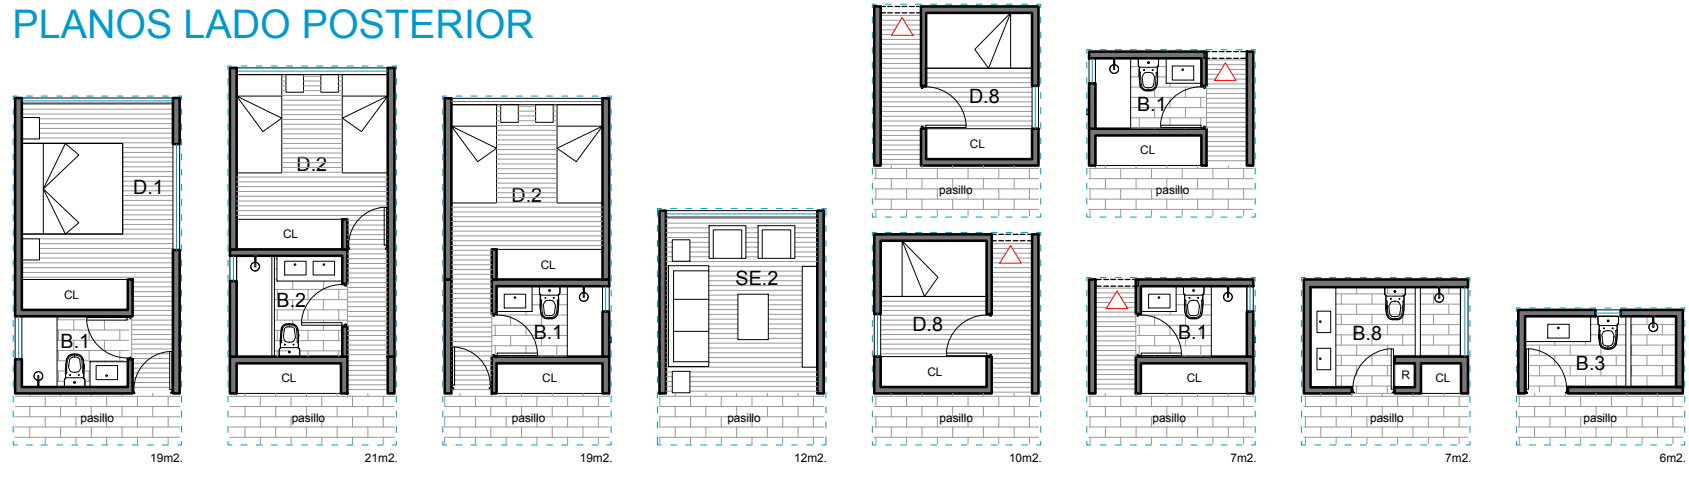 PLANOS LADO POSTERIOR
D.1
CL
B.1
pasillo
19m2.
D.2
CL
B.2
CL
pasillo
21m2.
D.2
CL
B.1
CL
pasillo
19m2.
SE.2
pasillo
12m2.
D.8
CL
pasillo
D.8
CL
pasillo
10m2.
B.1
CL
pasillo
B.1
CL
pasillo
7m2.
B.8
R
CL
pasillo
7m2.
B.3
pasillo
6m2.